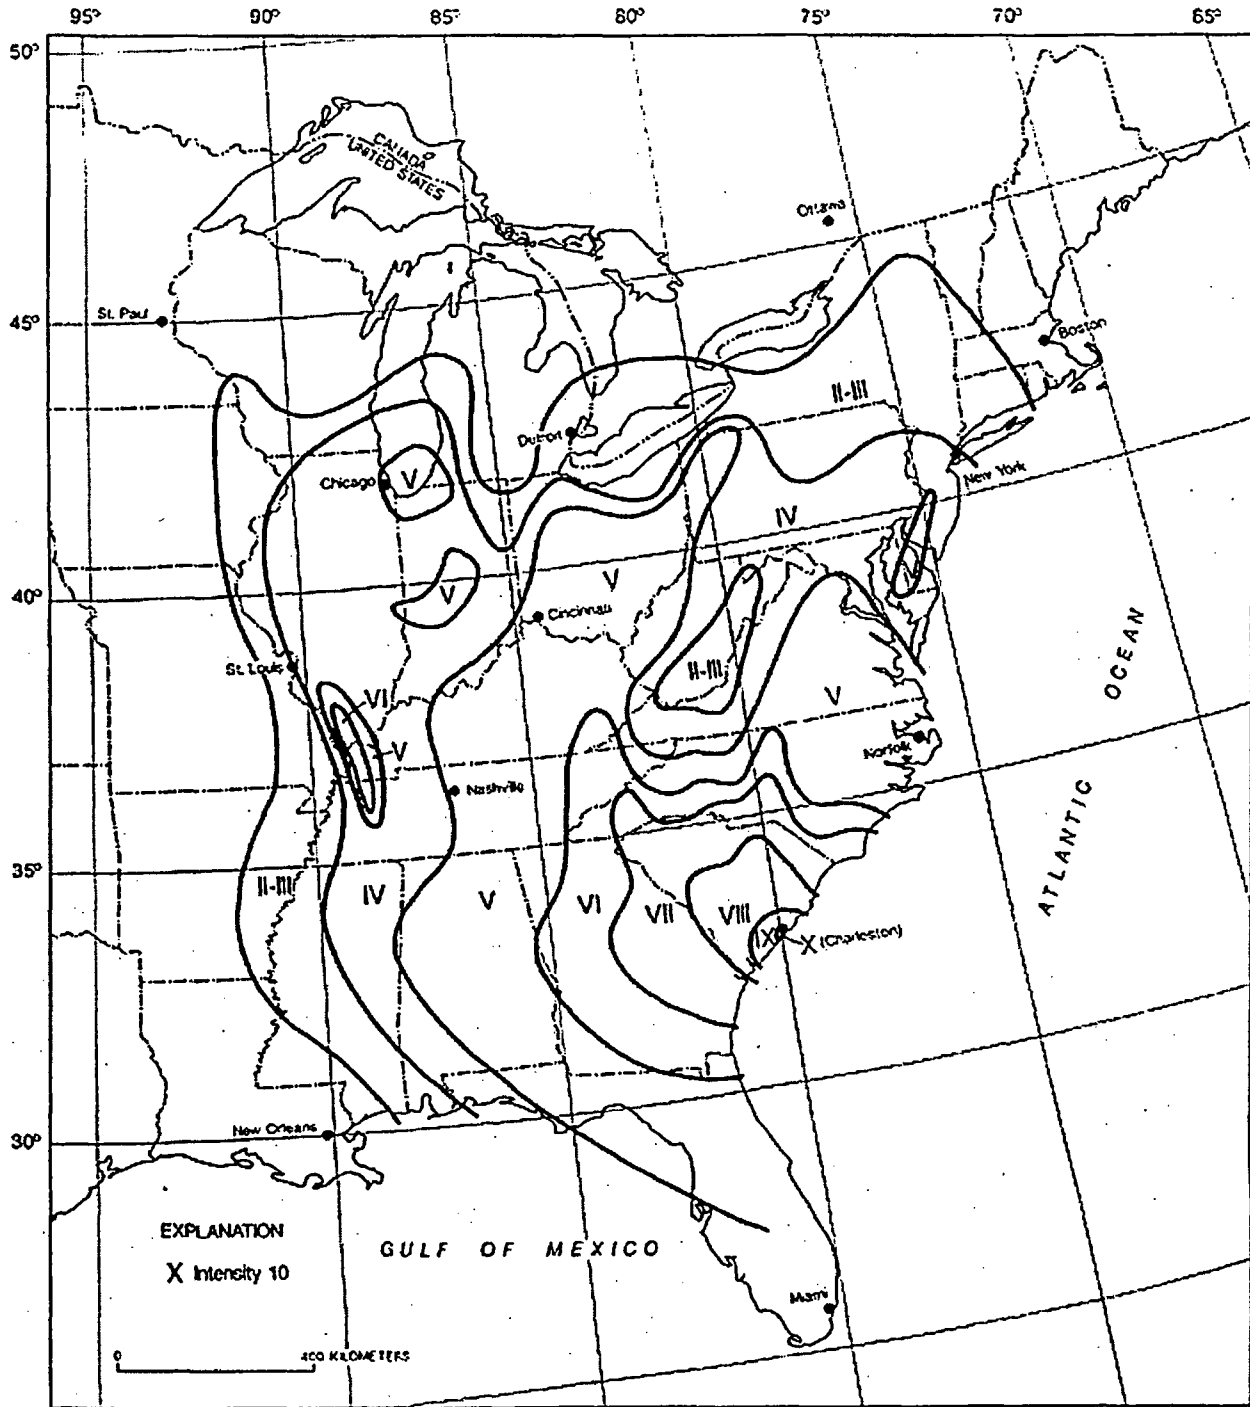 95° 90° 85° 80° 75° 70° 65°
50°
CANADA
UNITED STATES
Ottawa
St. Paul
45°
Boston
II-III
Detroit
Chicago
V
New York
IV
V
V
40°
Cincinnati
V
OCEAN
St. Louis
II-III
VI
V
V
Norfolk
Nashville
ATLANTIC
35°
II-III
IV
V
VI
VII
VIII
IX
X (Charleston)
New Orleans
30°
EXPLANATION
X Intensity 10
GULF OF MEXICO
Miami
0 400 KILOMETERS